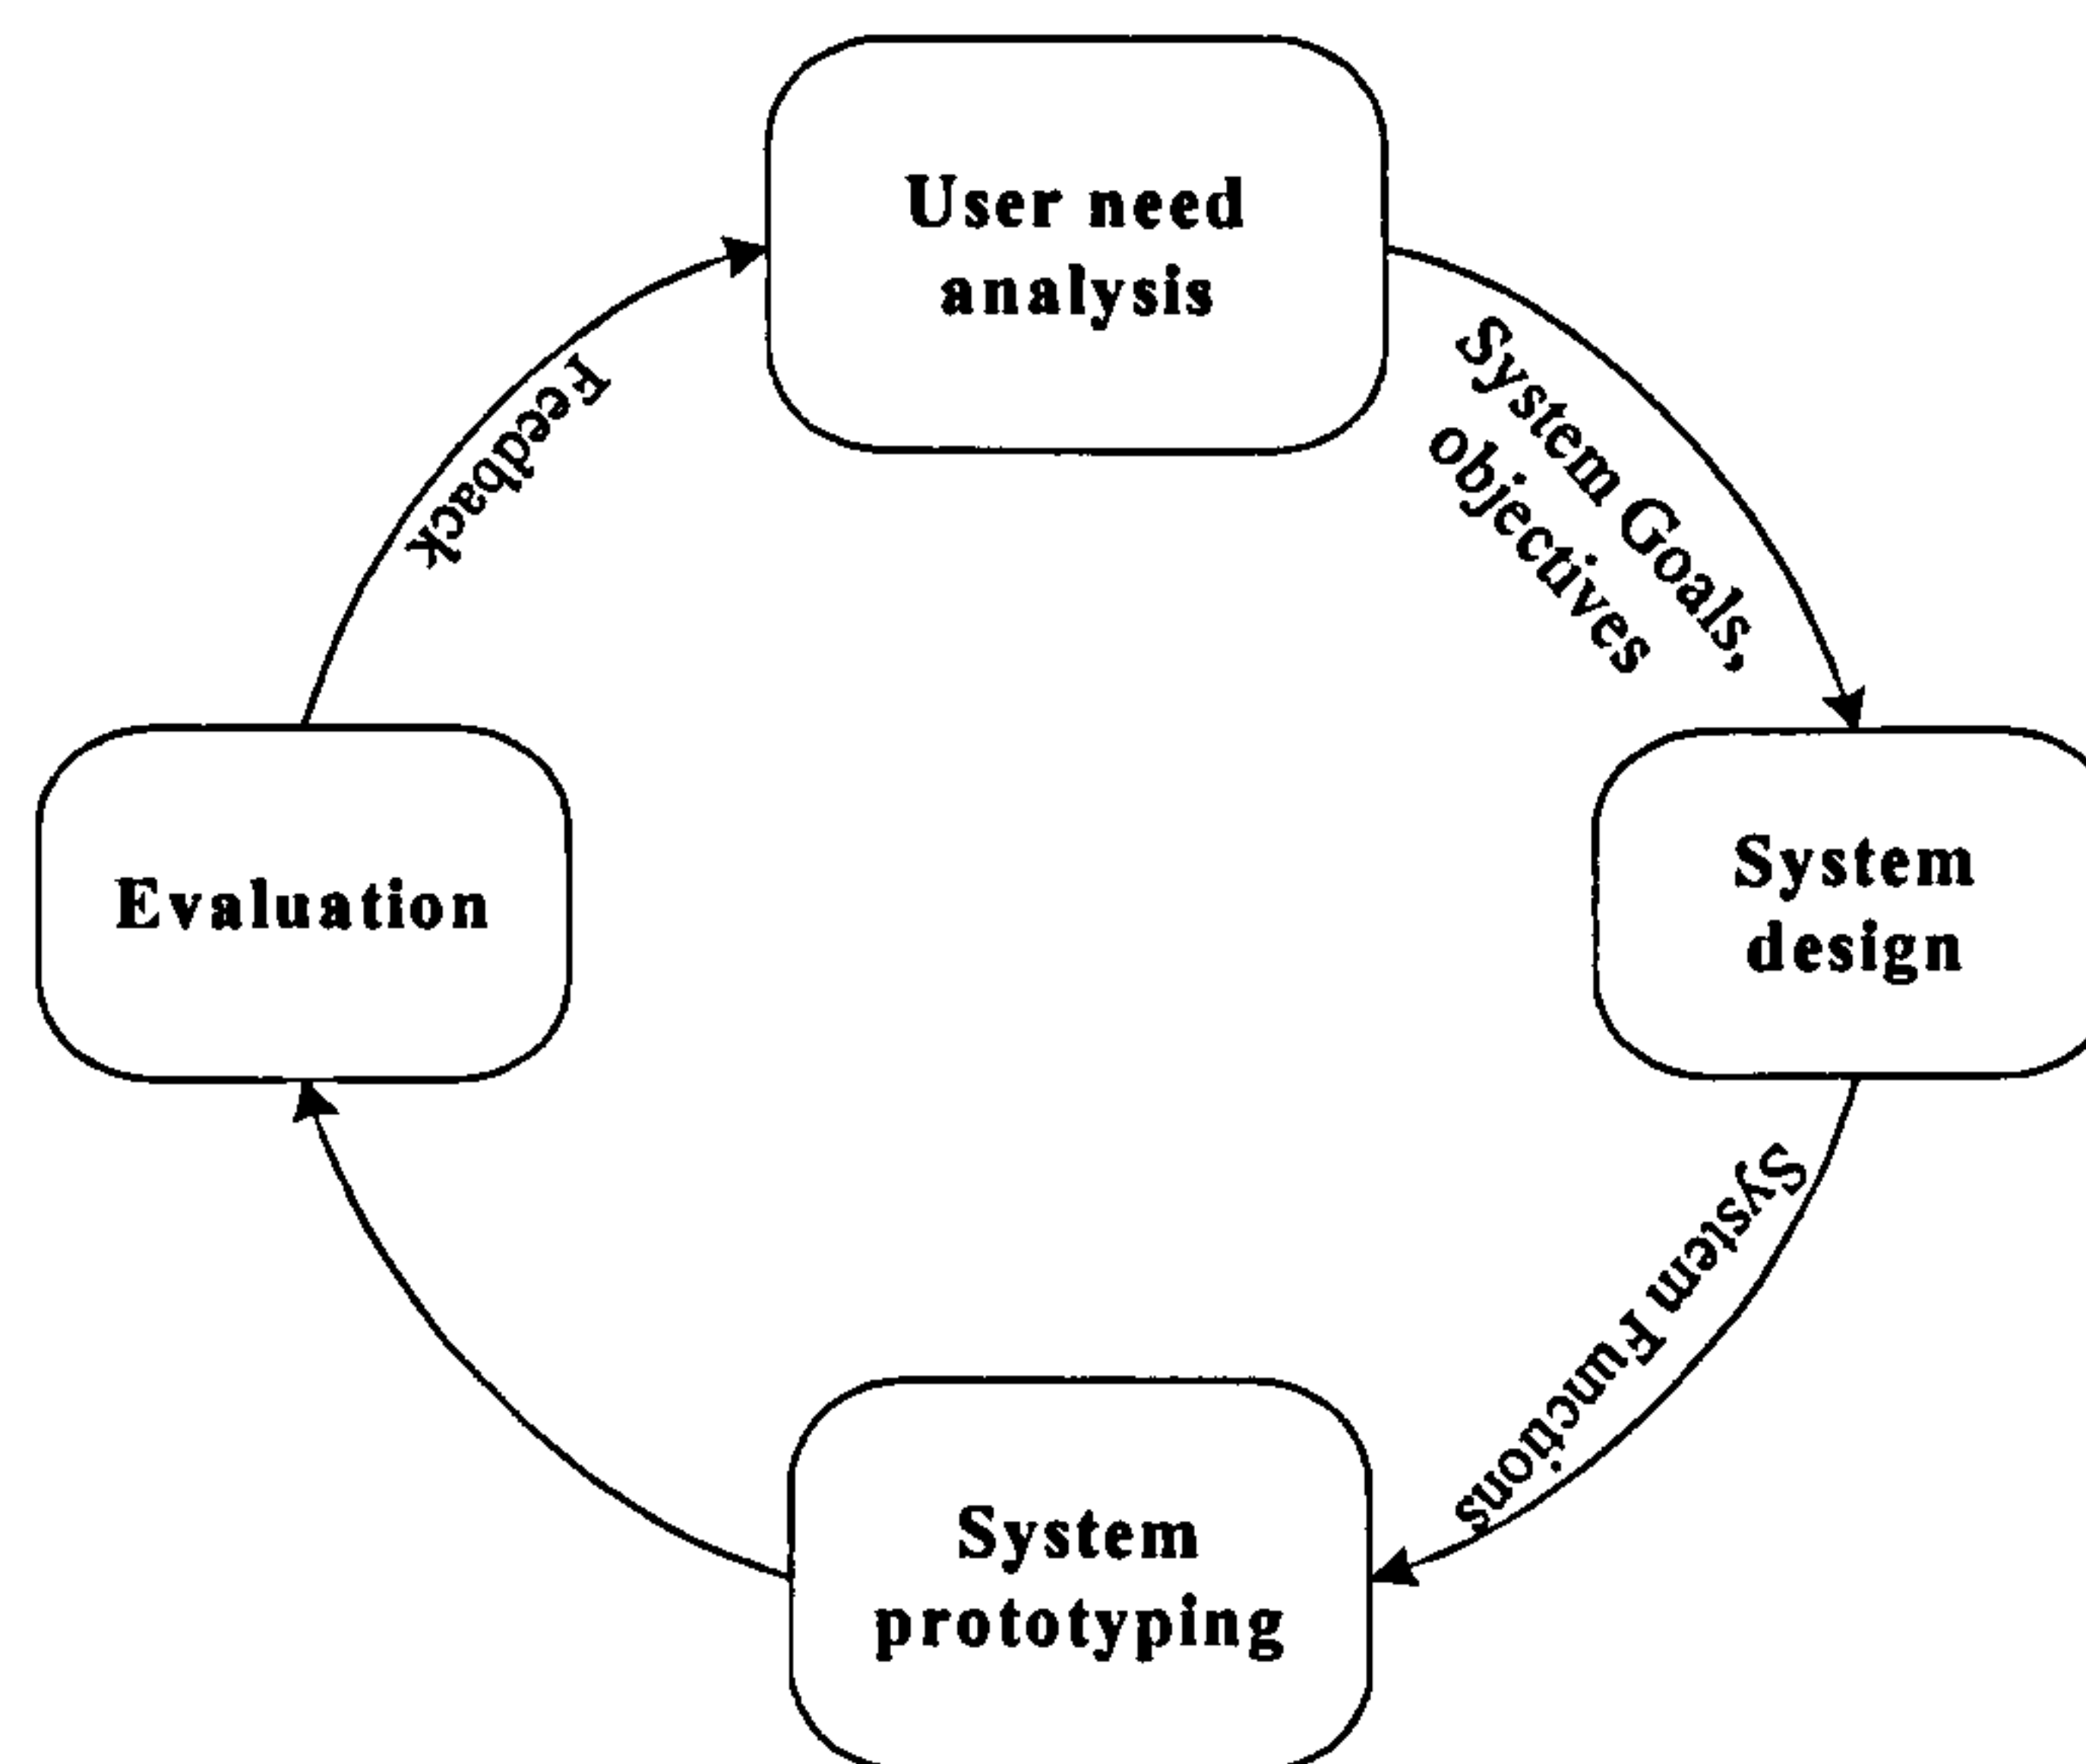 User need
analysis
System Goals,
objectives
Feedback
Evaluation
System
design
System Functions
System
prototyping